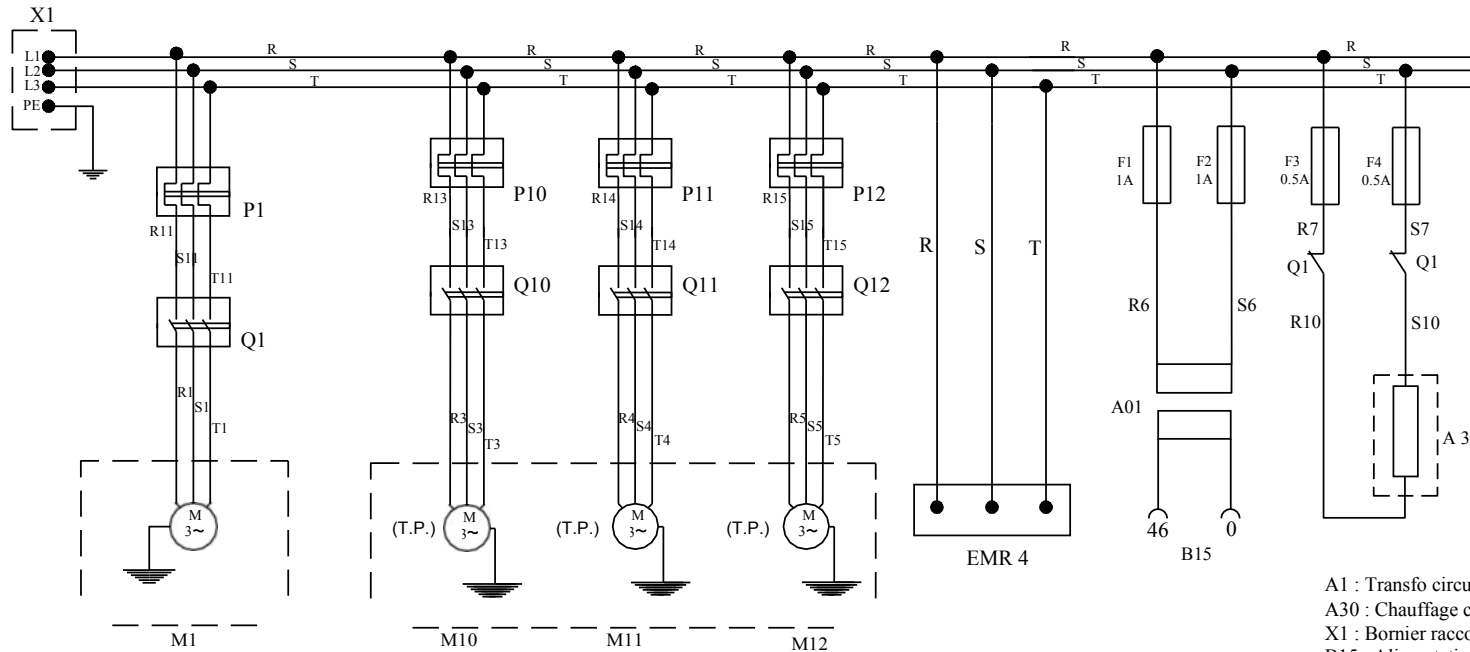 X1
L1
L2
L3
PE
R S T
R S T
R S T
R S T
R S T
R S T
P1
P10
P11
P12
R11
S11
T11
R13
S13
T13
R14
S14
T14
R15
S15
T15
Q1
Q10
Q11
Q12
R1
S1
T1
R3
S3
T3
R4
S4
T4
R5
S5
T5
R S T
F1
1A
F2
1A
F3
0.5A
F4
0.5A
R7
S7
Q1
Q1
R6
S6
R10
S10
A01
A 3
M
3~
(T.P.)
M
3~
(T.P.)
M
3~
(T.P.)
M
3~
EMR 4
46
0
B15
M1
M10
M11
M12
A1 : Transfo circu
A30 : Chauffage c
X1 : Bornier racco